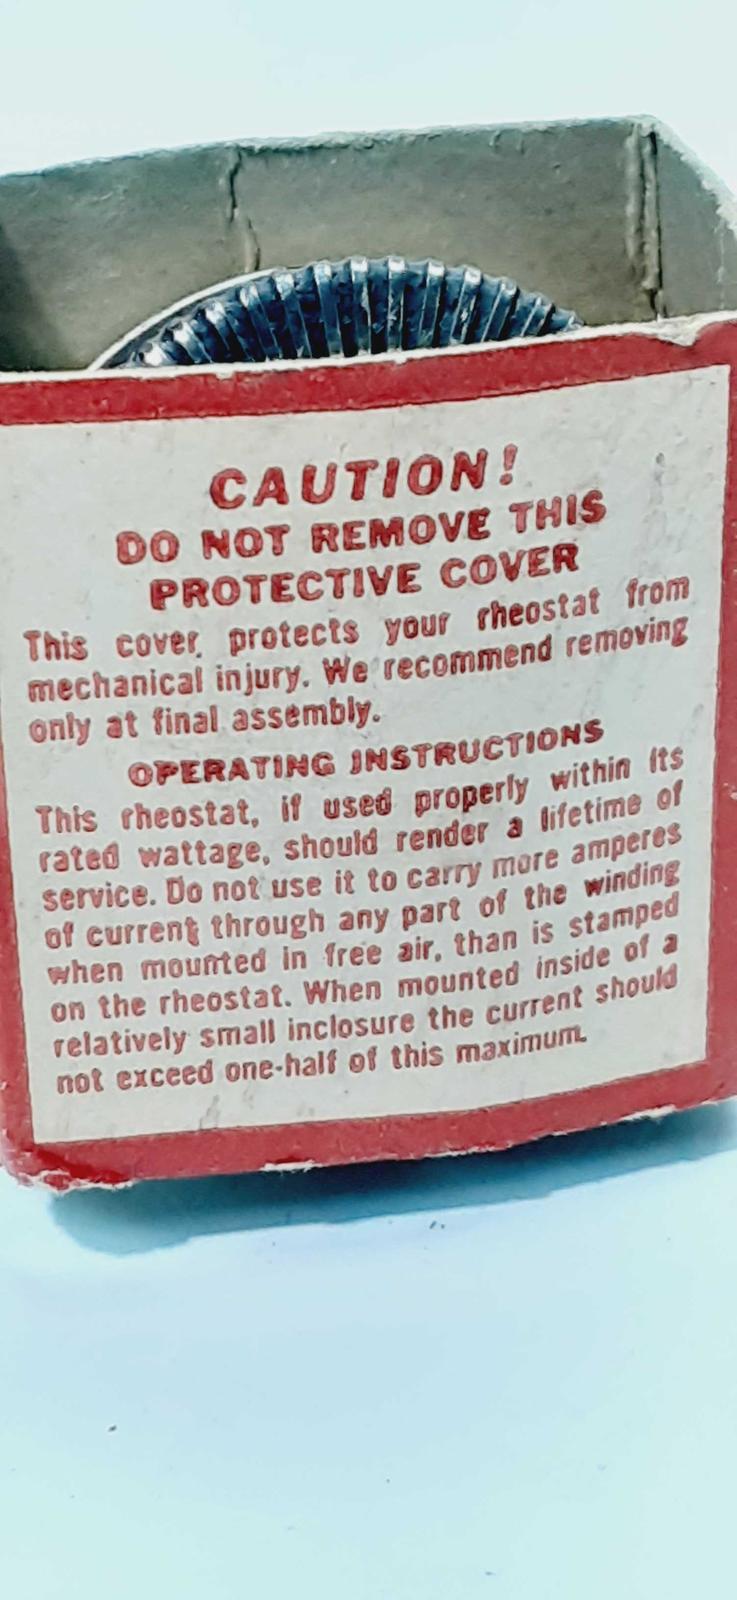 CAUTION!
DO NOT REMOVE THIS
PROTECTIVE COVER
This cover protects your rheostat from
mechanical injury. We recommend removing
only at final assembly.
OPERATING INSTRUCTIONS
This rheostat, if used properly within its
rated wattage, should render a lifetime of
service. Do not use it to carry more amperes
of current through any part of the winding
when mounted in free air, than is stamped
on the rheostat. When mounted inside of a
relatively small inclosure the current should
not exceed one-half of this maximum.